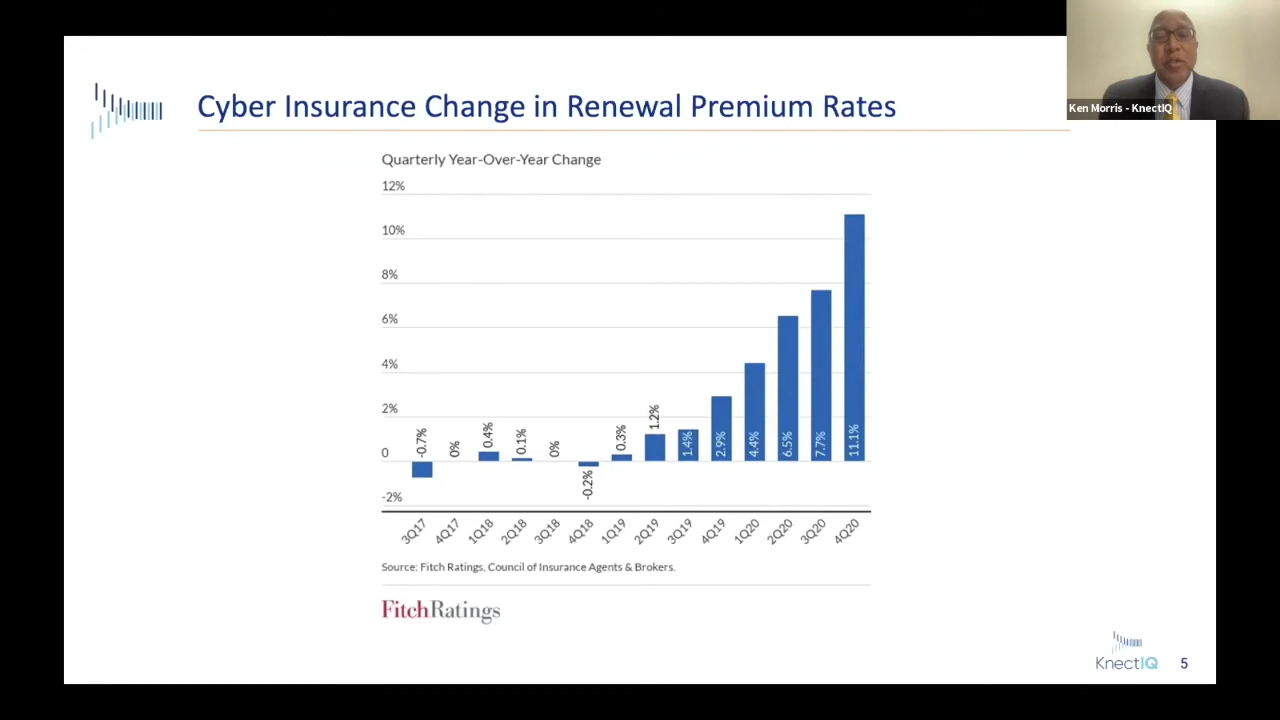 Cyber Insurance Change in Renewal Premium Rates
Ken Morris - KnectIQ
Quarterly Year-Over-Year Change
12%
10%
8%
6%
4%
2%
0
-2%
-0.7%
0%
0.4%
0.1%
0%
-0.2%
0.3%
1.2%
1.4%
2.9%
4.4%
6.5%
7.7%
11.1%
3Q17
4Q17
1Q18
2Q18
3Q18
4Q18
1Q19
2Q19
3Q19
4Q19
1Q20
2Q20
3Q20
4Q20
Source: Fitch Ratings, Council of Insurance Agents & Brokers.
FitchRatings
KnectIQ
5